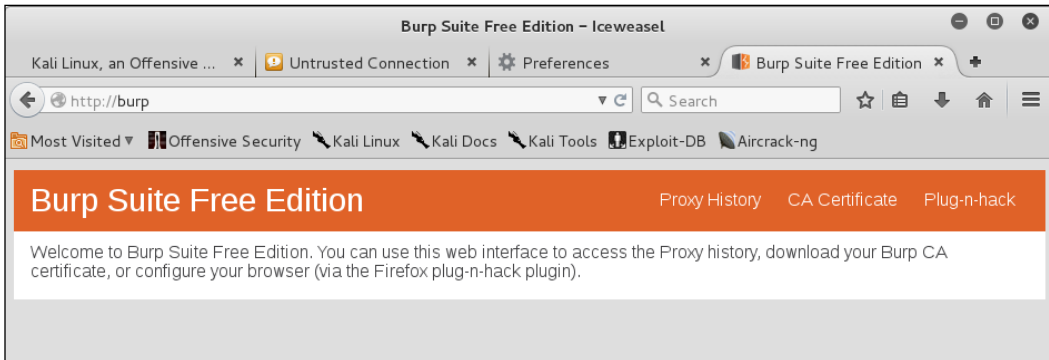 Burp Suite Free Edition – Iceweasel
Kali Linux, an Offensive ... Untrusted Connection Preferences Burp Suite Free Edition
http://burp Search
Most Visited Offensive Security Kali Linux Kali Docs Kali Tools Exploit-DB Aircrack-ng
Burp Suite Free Edition Proxy History CA Certificate Plug-n-hack
Welcome to Burp Suite Free Edition. You can use this web interface to access the Proxy history, download your Burp CA
certificate, or configure your browser (via the Firefox plug-n-hack plugin).